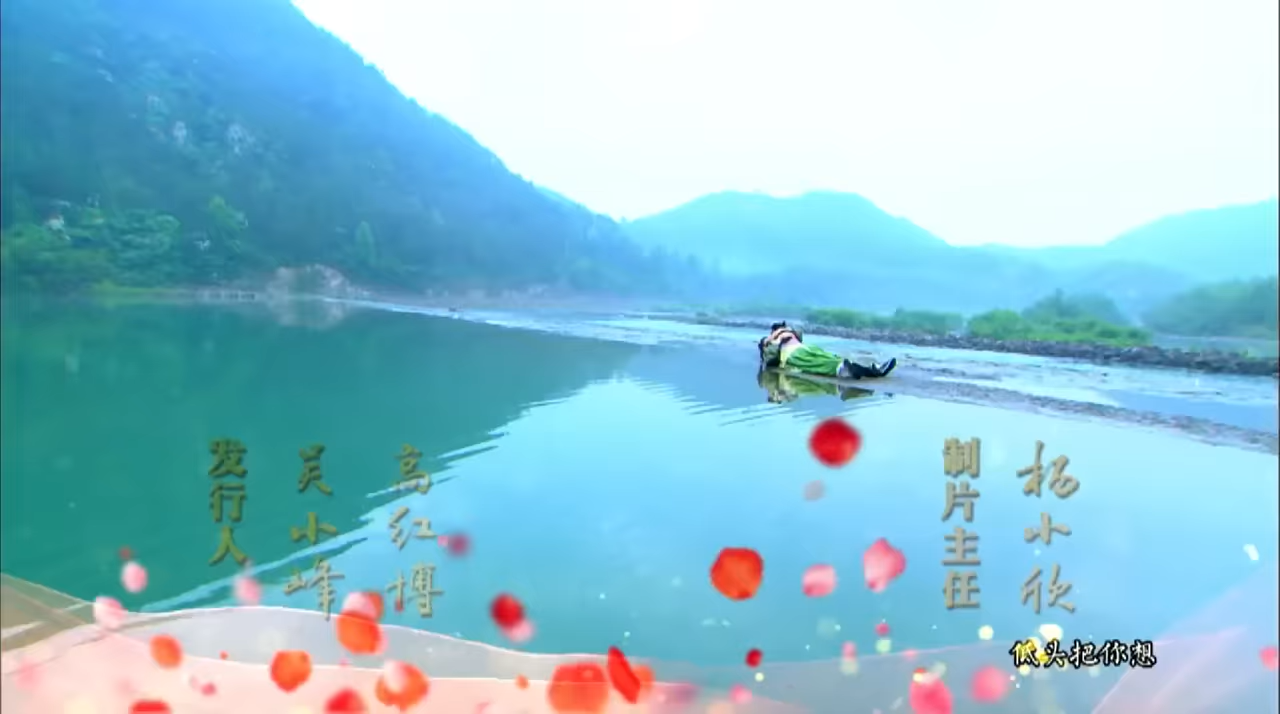 发行人
吴小峰
高红博
制片主任
杨小欣
低头把你想